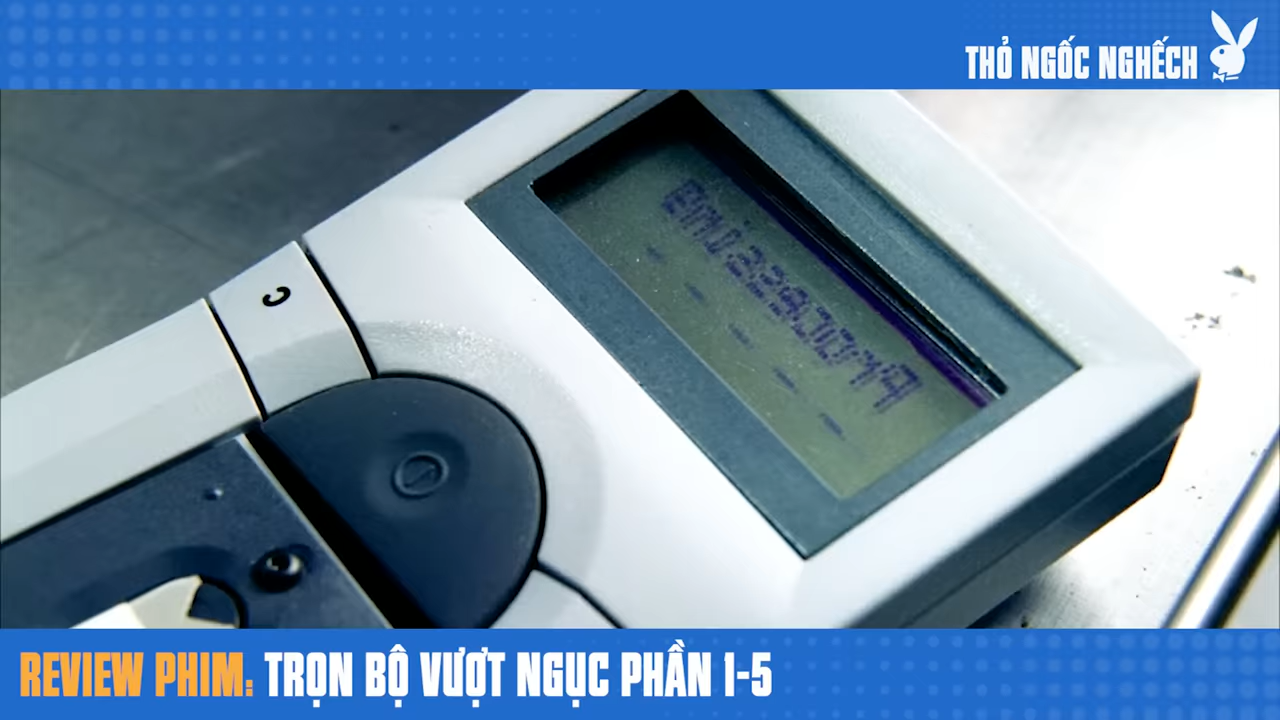 THỎ NGỐC NGHẾCH
C
REVIEW PHIM: TRỌN BỘ VƯỢT NGỤC PHẦN 1-5